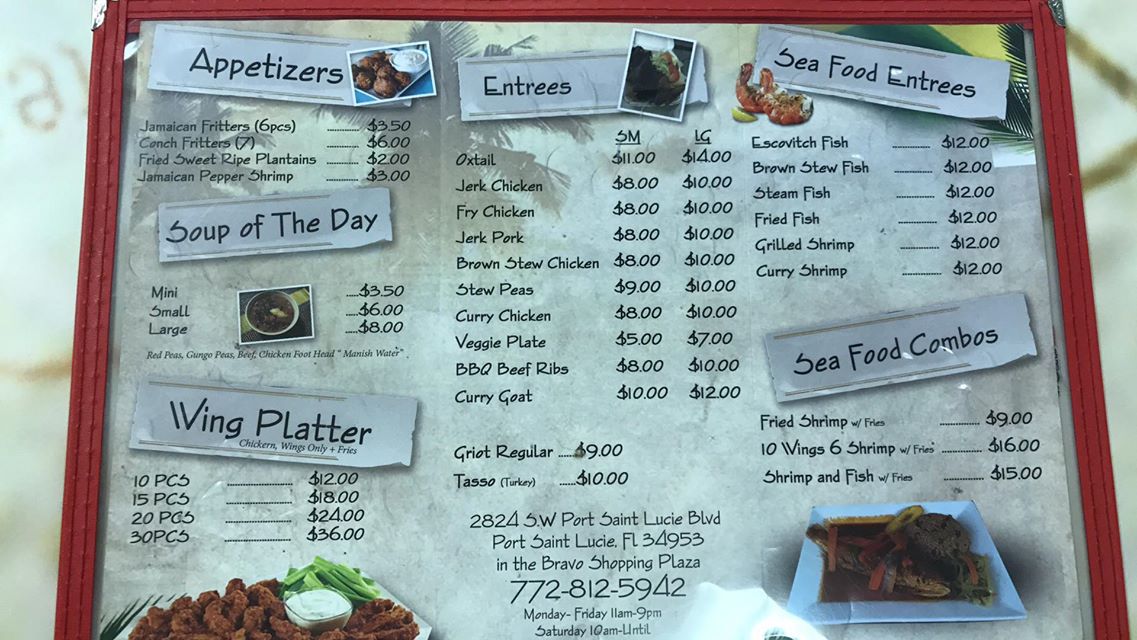 Appetizers
Jamaican Fritters (6pcs) ............ $3.50
Conch Fritters (7) ............ $6.00
Fried Sweet Ripe Plantains ............ $2.00
Jamaican Pepper Shrimp ............ $3.00
Soup of The Day
Mini ....$3.50
Small ....$6.00
Large ....$8.00
Red Peas, Gungo Peas, Beef, Chicken Foot Head " Manish Water"
Wing Platter
Chickern, Wings Only + Fries
10 PCS ............ $12.00
15 PCS ............ $18.00
20 PCS ............ $24.00
30PCS ............ $36.00
Entrees
SM LG
Oxtail $11.00 $14.00
Jerk Chicken $8.00 $10.00
Fry Chicken $8.00 $10.00
Jerk Pork $8.00 $10.00
Brown Stew Chicken $8.00 $10.00
Stew Peas $9.00 $10.00
Curry Chicken $8.00 $10.00
Veggie Plate $5.00 $7.00
BBQ Beef Ribs $8.00 $10.00
Curry Goat $10.00 $12.00
Griot Regular ....$9.00
Tasso (Turkey) .....$10.00
2824 S.W Port Saint Lucie Blvd
Port Saint Lucie, Fl 34953
in the Bravo Shopping Plaza
772-812-5942
Monday- Friday 11am-9pm
Saturday 10am-Until
Sea Food Entrees
Escovitch Fish ............ $12.00
Brown Stew Fish ............ $12.00
Steam Fish ............ $12.00
Fried Fish ............ $12.00
Grilled Shrimp ............ $12.00
Curry Shrimp ............ $12.00
Sea Food Combos
Fried Shrimp w/ Fries ............ $9.00
10 Wings 6 Shrimp w/ Fries ............ $16.00
Shrimp and Fish w/ Fries ............ $15.00